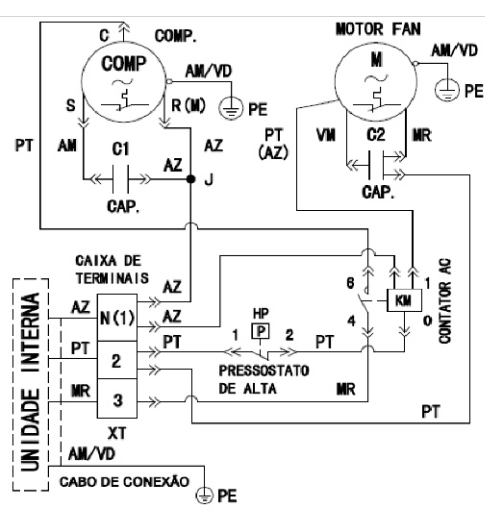 C COMP.
MOTOR FAN
COMP
AM/VD
M
AM/VD
S
R(M)
PE
PE
PT
AM
C1
AZ
AZ
PT
(AZ)
VM
C2
MR
J
CAP.
CAP.
CAIXA DE
TERMINAIS
UNIDADE INTERNA
AZ
N(1)
AZ
AZ
6
KM
1
CONTATOR AC
HP
P
PT
2
PT
1
2
PT
4
0
PRESSOSTATO
DE ALTA
MR
3
MR
PT
XT
AM/VD
CABO DE CONEXÃO
PE